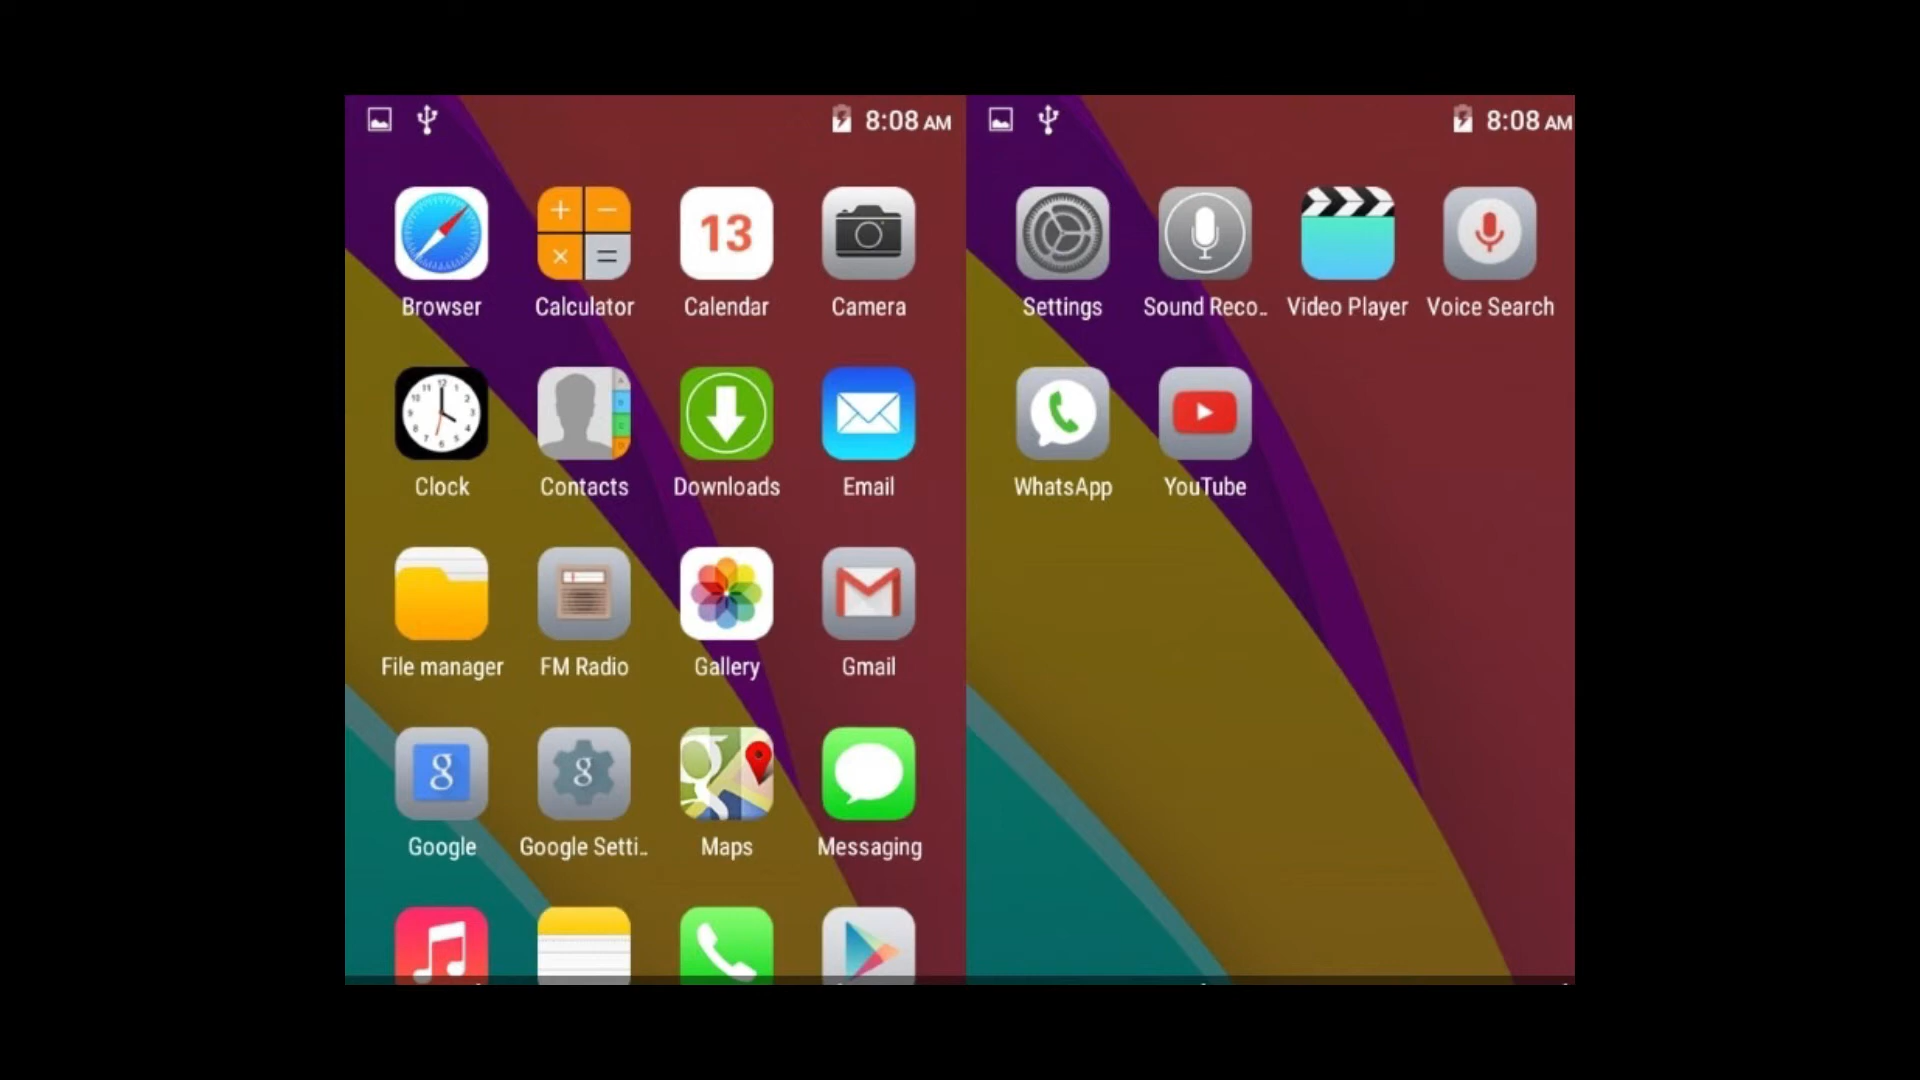 8:08 AM
Browser
Calculator
13
Calendar
Camera
Clock
Contacts
Downloads
Email
File manager
FM Radio
Gallery
Gmail
Google
Google Setti..
Maps
Messaging
8:08 AM
Settings
Sound Reco..
Video Player
Voice Search
WhatsApp
YouTube